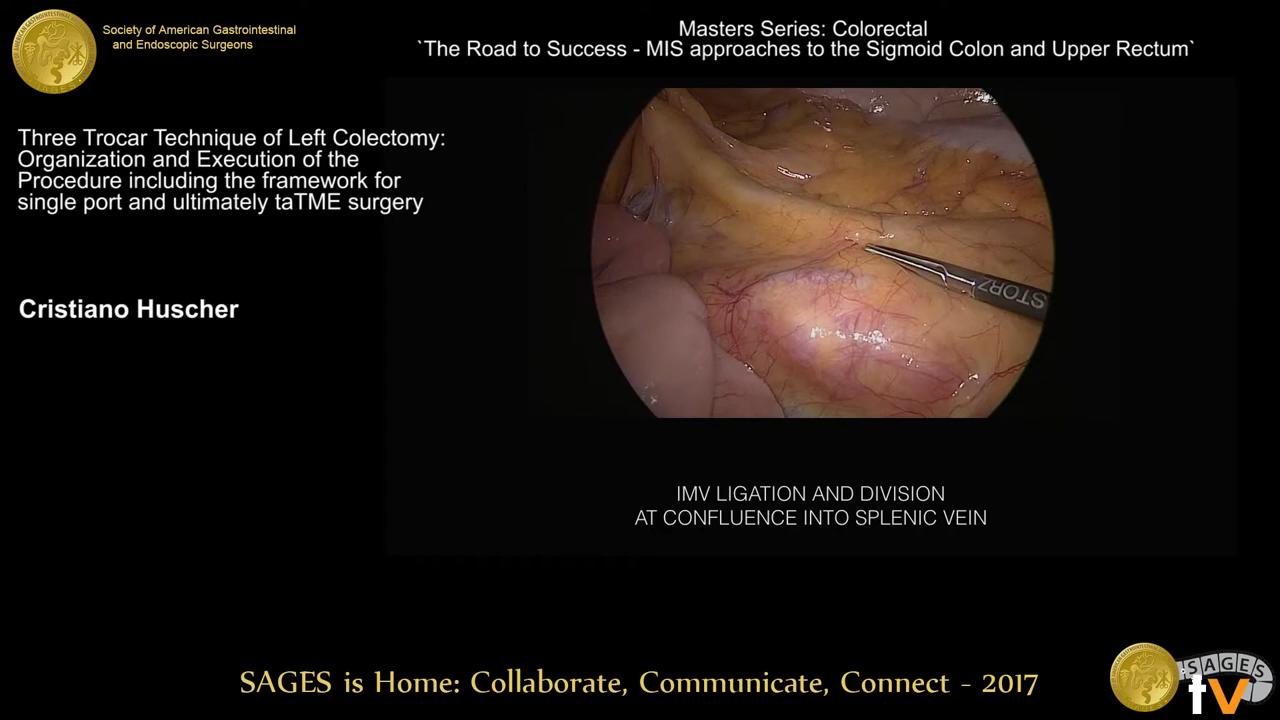 Society of American Gastrointestinal
and Endoscopic Surgeons
Masters Series: Colorectal
`The Road to Success - MIS approaches to the Sigmoid Colon and Upper Rectum`
Three Trocar Technique of Left Colectomy:
Organization and Execution of the
Procedure including the framework for
single port and ultimately taTME surgery
Cristiano Huscher
STORZ
IMV LIGATION AND DIVISION
AT CONFLUENCE INTO SPLENIC VEIN
SAGES is Home: Collaborate, Communicate, Connect - 2017
SAGES
tv